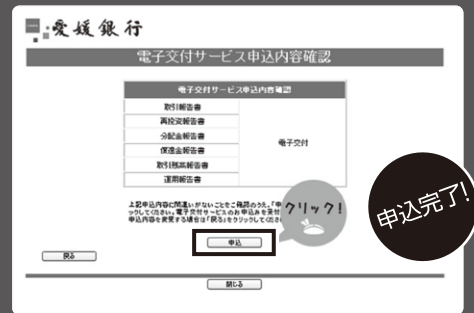 愛媛銀行
電子交付サービス申込内容確認
電子交付サービス申込内容確認
取引報告書
再投資報告書
分配金報告書
償還金報告書
取引残高報告書
運用報告書
電子交付
上記申込内容に間違いがないことをご確認のうえ、「申
ックしてください。電子交付サービスのお申込みを受付
申込内容を変更する場合は「戻る」をクリックしてくださ
クリック!
申込
戻る
閉じる
申込完了!